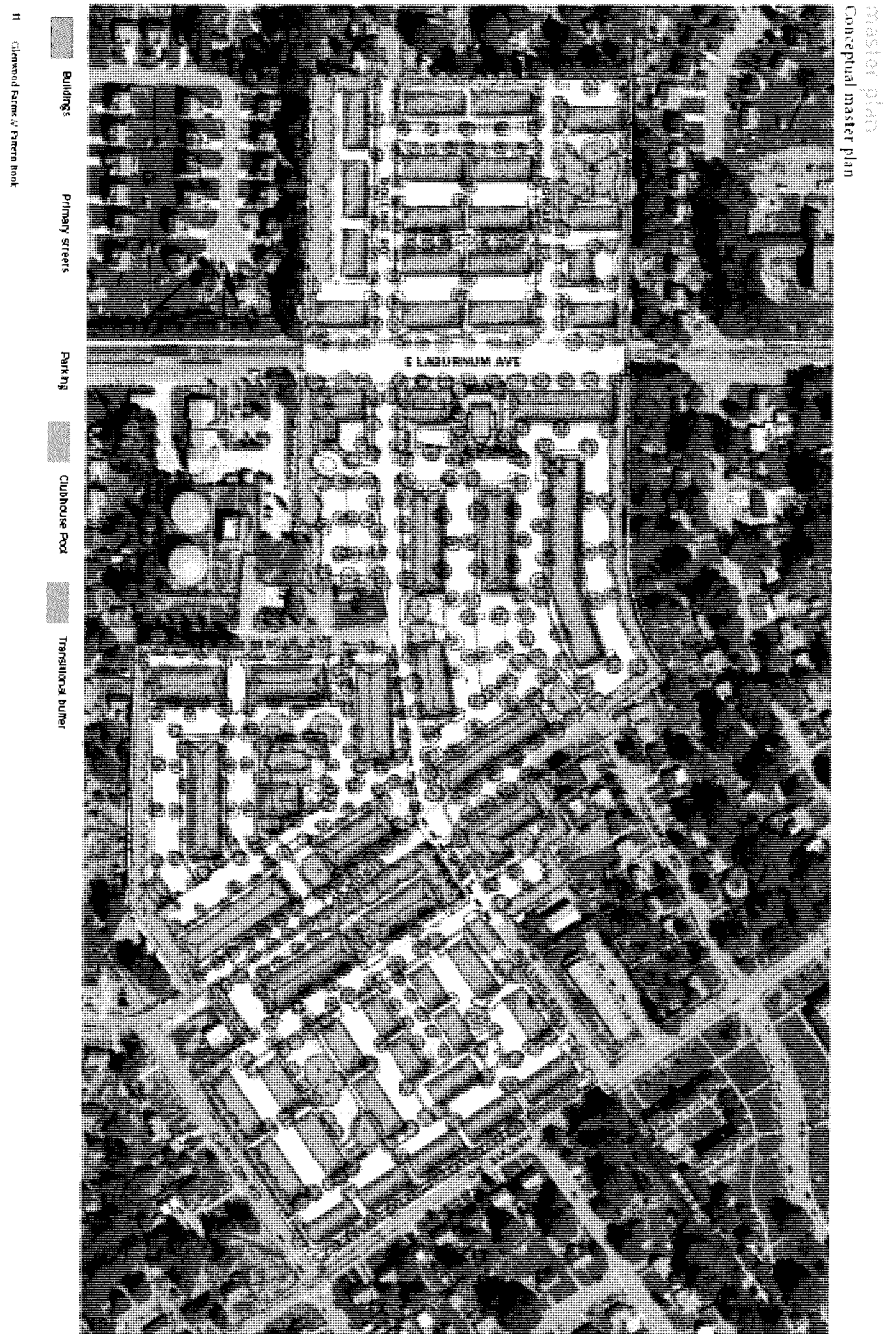 master plan
Conceptual master plan
E LABURNUM AVE
Buildings
Primary streets
Parking
Clubhouse Pool
Transitional buffer
11 Glenwood Farms // Pattern Book